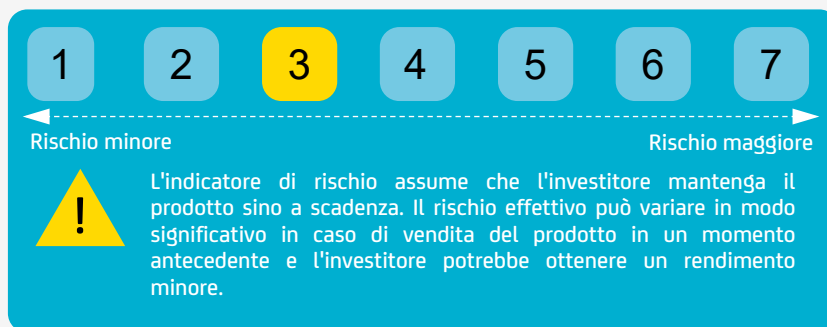 1 2 3 4 5 6 7
Rischio minore Rischio maggiore
! L'indicatore di rischio assume che l'investitore mantenga il
prodotto sino a scadenza. Il rischio effettivo può variare in modo
significativo in caso di vendita del prodotto in un momento
antecedente e l'investitore potrebbe ottenere un rendimento
minore.